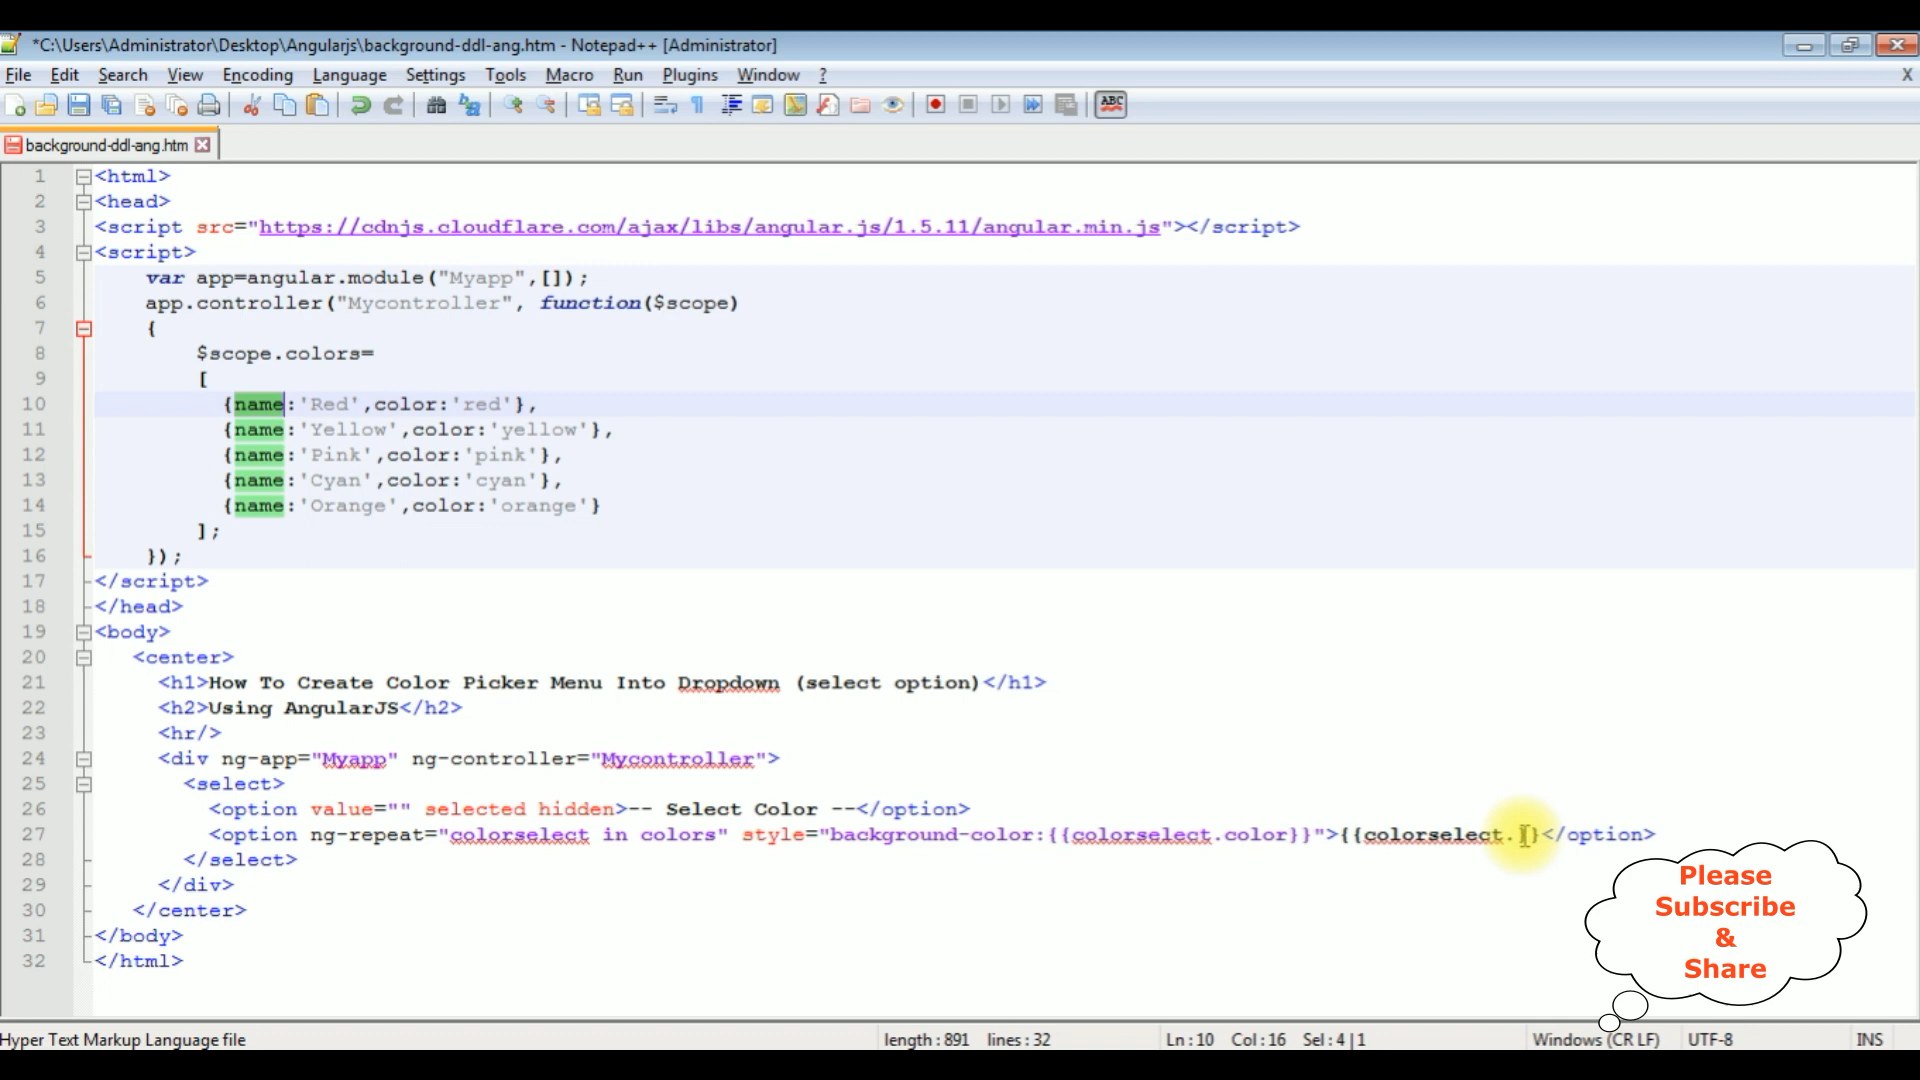 *C:\Users\Administrator\Desktop\Angularjs\background-ddl-ang.htm - Notepad++ [Administrator]
File Edit Search View Encoding Language Settings Tools Macro Run Plugins Window ? X
ABC
background-ddl-ang.htm
1 <html>
2 <head>
3 <script src="https://cdnjs.cloudflare.com/ajax/libs/angular.js/1.5.11/angular.min.js"></script>
4 <script>
5 var app=angular.module("Myapp",[]);
6 app.controller("Mycontroller", function($scope)
7 {
8 $scope.colors=
9 [
10 {name:'Red',color:'red'},
11 {name:'Yellow',color:'yellow'},
12 {name:'Pink',color:'pink'},
13 {name:'Cyan',color:'cyan'},
14 {name:'Orange',color:'orange'}
15 ];
16 });
17 </script>
18 </head>
19 <body>
20 <center>
21 <h1>How To Create Color Picker Menu Into Dropdown (select option)</h1>
22 <h2>Using AngularJS</h2>
23 <hr/>
24 <div ng-app="Myapp" ng-controller="Mycontroller">
25 <select>
26 <option value="" selected hidden>-- Select Color --</option>
27 <option ng-repeat="colorselect in colors" style="background-color:{{colorselect.color}}">{{colorselect.}}</option>
28 </select>
29 </div>
30 </center>
31 </body>
32 </html>
Please
Subscribe
&
Share
Hyper Text Markup Language file length : 891 lines : 32 Ln : 10 Col : 16 Sel : 4 | 1 Windows (CR LF) UTF-8 INS